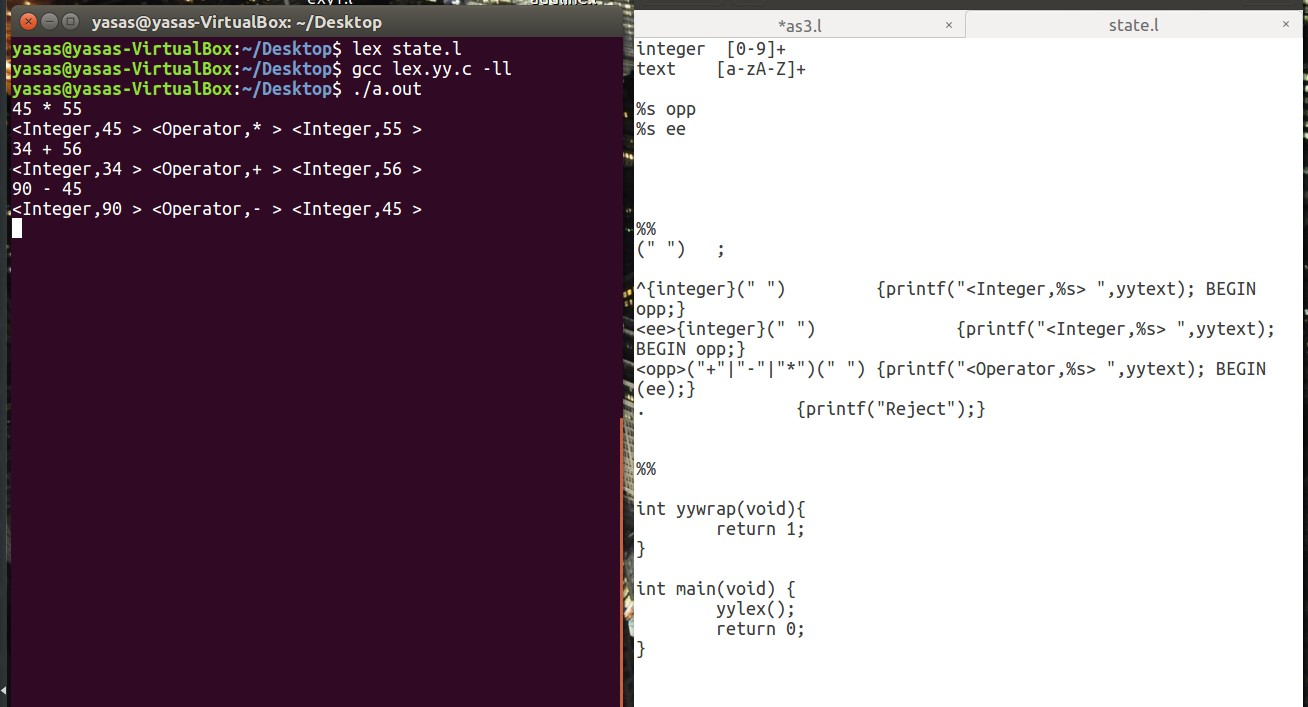 yasas@yasas-VirtualBox: ~/Desktop
yasas@yasas-VirtualBox:~/Desktop$ lex state.l
yasas@yasas-VirtualBox:~/Desktop$ gcc lex.yy.c -ll
yasas@yasas-VirtualBox:~/Desktop$ ./a.out
45 * 55
<Integer,45 > <Operator,* > <Integer,55 >
34 + 56
<Integer,34 > <Operator,+ > <Integer,56 >
90 - 45
<Integer,90 > <Operator,- > <Integer,45 >
*as3.l × state.l ×
integer  [0-9]+
text    [a-zA-Z]+
%s opp
%s ee
%%
(" ")   ;
^{integer}(" ")         {printf("<Integer,%s> ",yytext); BEGIN
opp;}
<ee>{integer}(" ")              {printf("<Integer,%s> ",yytext);
BEGIN opp;}
<opp>("+"|"-"|"*")(" ") {printf("<Operator,%s> ",yytext); BEGIN
(ee);}
.               {printf("Reject");}
%%
int yywrap(void){
        return 1;
}
int main(void) {
        yylex();
        return 0;
}